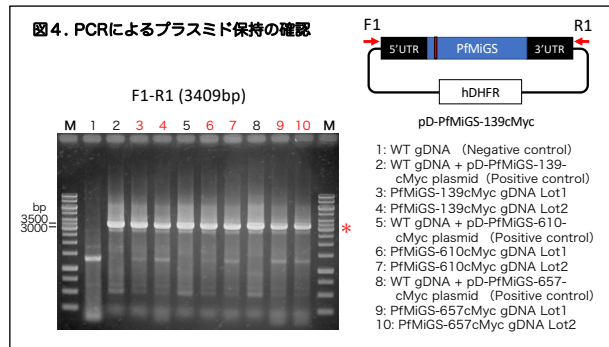 図4. PCRによるプラスミド保持の確認
F1-R1 (3409bp)
M 1 2 3 4 5 6 7 8 9 10 M
bp
3500
3000
*
F1
R1
5'UTR
PfMiGS
3'UTR
hDHFR
pD-PfMiGS-139cMyc
1: WT gDNA （Negative control）
2: WT gDNA + pD-PfMiGS-139-
cMyc plasmid （Positive control）
3: PfMiGS-139cMyc gDNA Lot1
4: PfMiGS-139cMyc gDNA Lot2
5: WT gDNA + pD-PfMiGS-610-
cMyc plasmid （Positive control）
6: PfMiGS-610cMyc gDNA Lot1
7: PfMiGS-610cMyc gDNA Lot2
8: WT gDNA + pD-PfMiGS-657-
cMyc plasmid （Positive control）
9: PfMiGS-657cMyc gDNA Lot1
10: PfMiGS-657cMyc gDNA Lot2